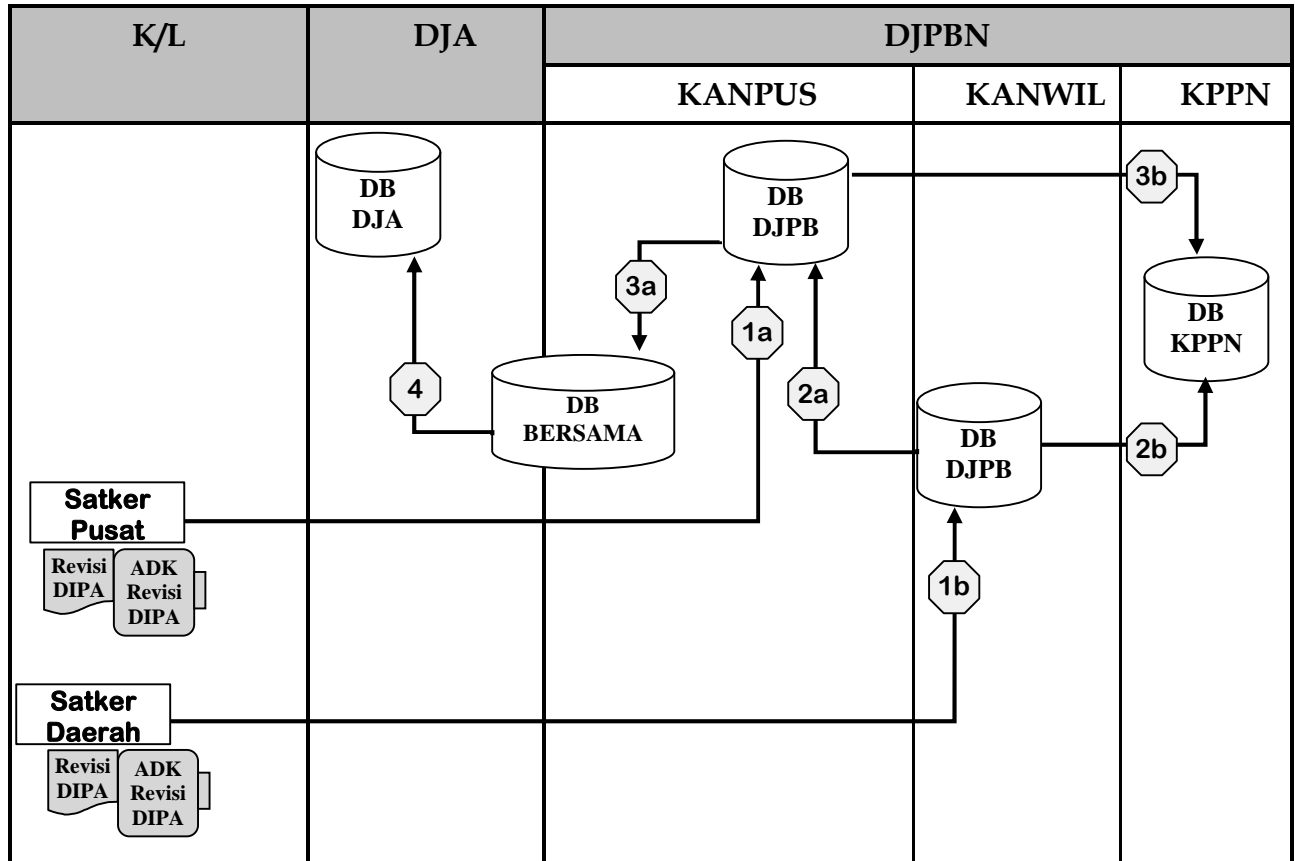 K/L
DJA
DJPBN
KANPUS
KANWIL
KPPN
DB
DJA
DB
DJPB
3b
3a
1a
DB
KPPN
4
2a
DB
BERSAMA
DB
DJPB
2b
Satker
Pusat
Revisi
DIPA
ADK
Revisi
DIPA
1b
Satker
Daerah
Revisi
DIPA
ADK
Revisi
DIPA